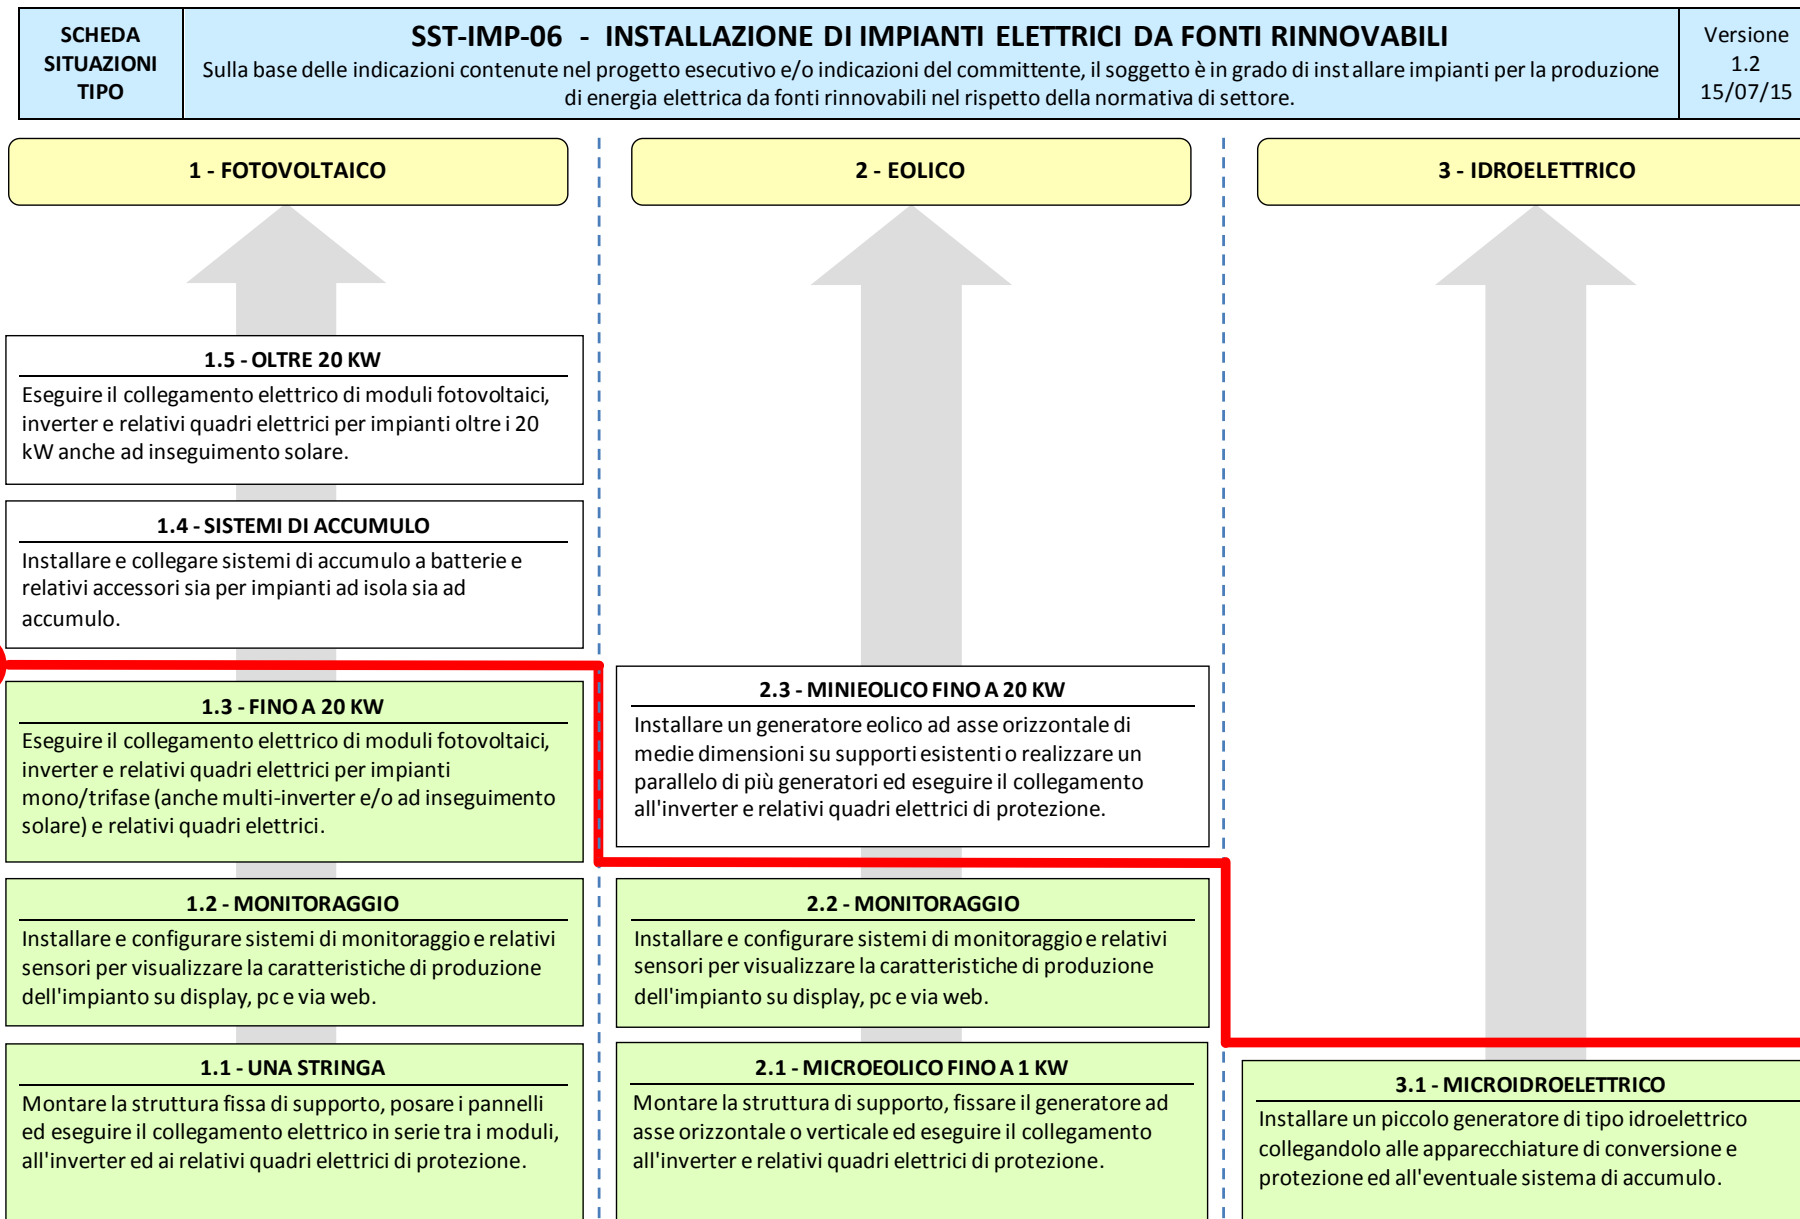 SCHEDA
SITUAZIONI
TIPO
SST-IMP-06 - INSTALLAZIONE DI IMPIANTI ELETTRICI DA FONTI RINNOVABILI
Sulla base delle indicazioni contenute nel progetto esecutivo e/o indicazioni del committente, il soggetto è in grado di installare impianti per la produzione
di energia elettrica da fonti rinnovabili nel rispetto della normativa di settore.
Versione
1.2
15/07/15
1 - FOTOVOLTAICO
2 - EOLICO
3 - IDROELETTRICO
1.5 - OLTRE 20 KW
Eseguire il collegamento elettrico di moduli fotovoltaici,
inverter e relativi quadri elettrici per impianti oltre i 20
kW anche ad inseguimento solare.
1.4 - SISTEMI DI ACCUMULO
Installare e collegare sistemi di accumulo a batterie e
relativi accessori sia per impianti ad isola sia ad
accumulo.
1.3 - FINO A 20 KW
Eseguire il collegamento elettrico di moduli fotovoltaici,
inverter e relativi quadri elettrici per impianti
mono/trifase (anche multi-inverter e/o ad inseguimento
solare) e relativi quadri elettrici.
1.2 - MONITORAGGIO
Installare e configurare sistemi di monitoraggio e relativi
sensori per visualizzare la caratteristiche di produzione
dell'impianto su display, pc e via web.
1.1 - UNA STRINGA
Montare la struttura fissa di supporto, posare i pannelli
ed eseguire il collegamento elettrico in serie tra i moduli,
all'inverter ed ai relativi quadri elettrici di protezione.
2.3 - MINIEOLICO FINO A 20 KW
Installare un generatore eolico ad asse orizzontale di
medie dimensioni su supporti esistenti o realizzare un
parallelo di più generatori ed eseguire il collegamento
all'inverter e relativi quadri elettrici di protezione.
2.2 - MONITORAGGIO
Installare e configurare sistemi di monitoraggio e relativi
sensori per visualizzare la caratteristiche di produzione
dell'impianto su display, pc e via web.
2.1 - MICROEOLICO FINO A 1 KW
Montare la struttura di supporto, fissare il generatore ad
asse orizzontale o verticale ed eseguire il collegamento
all'inverter e relativi quadri elettrici di protezione.
3.1 - MICROIDROELETTRICO
Installare un piccolo generatore di tipo idroelettrico
collegandolo alle apparecchiature di conversione e
protezione ed all'eventuale sistema di accumulo.